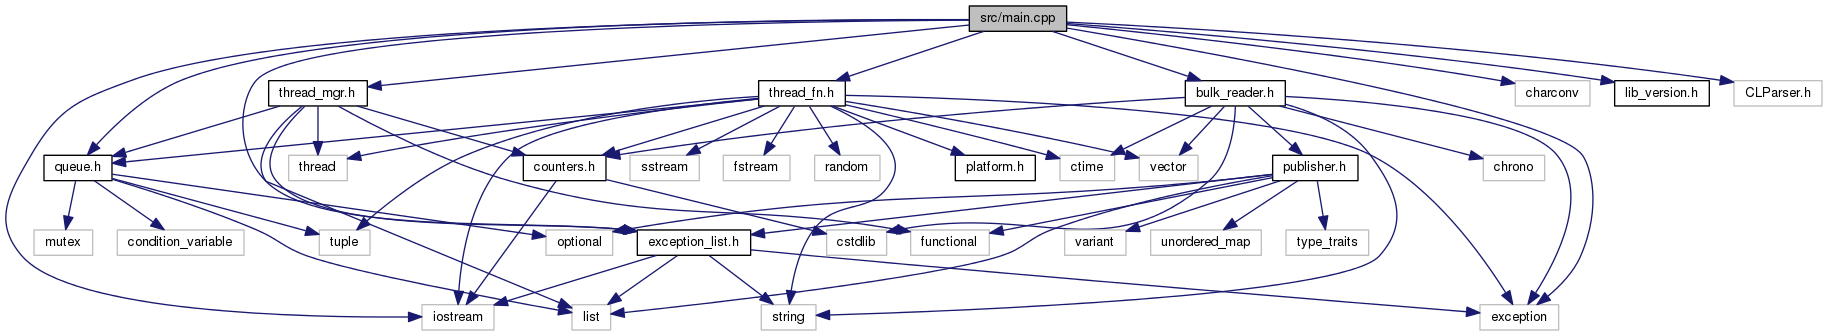 src/main.cpp
thread_mgr.h
thread_fn.h
bulk_reader.h
charconv
lib_version.h
CLParser.h
queue.h
thread
counters.h
sstream
fstream
random
platform.h
ctime
vector
publisher.h
chrono
mutex
condition_variable
tuple
optional
exception_list.h
cstdlib
functional
variant
unordered_map
type_traits
iostream
list
string
exception